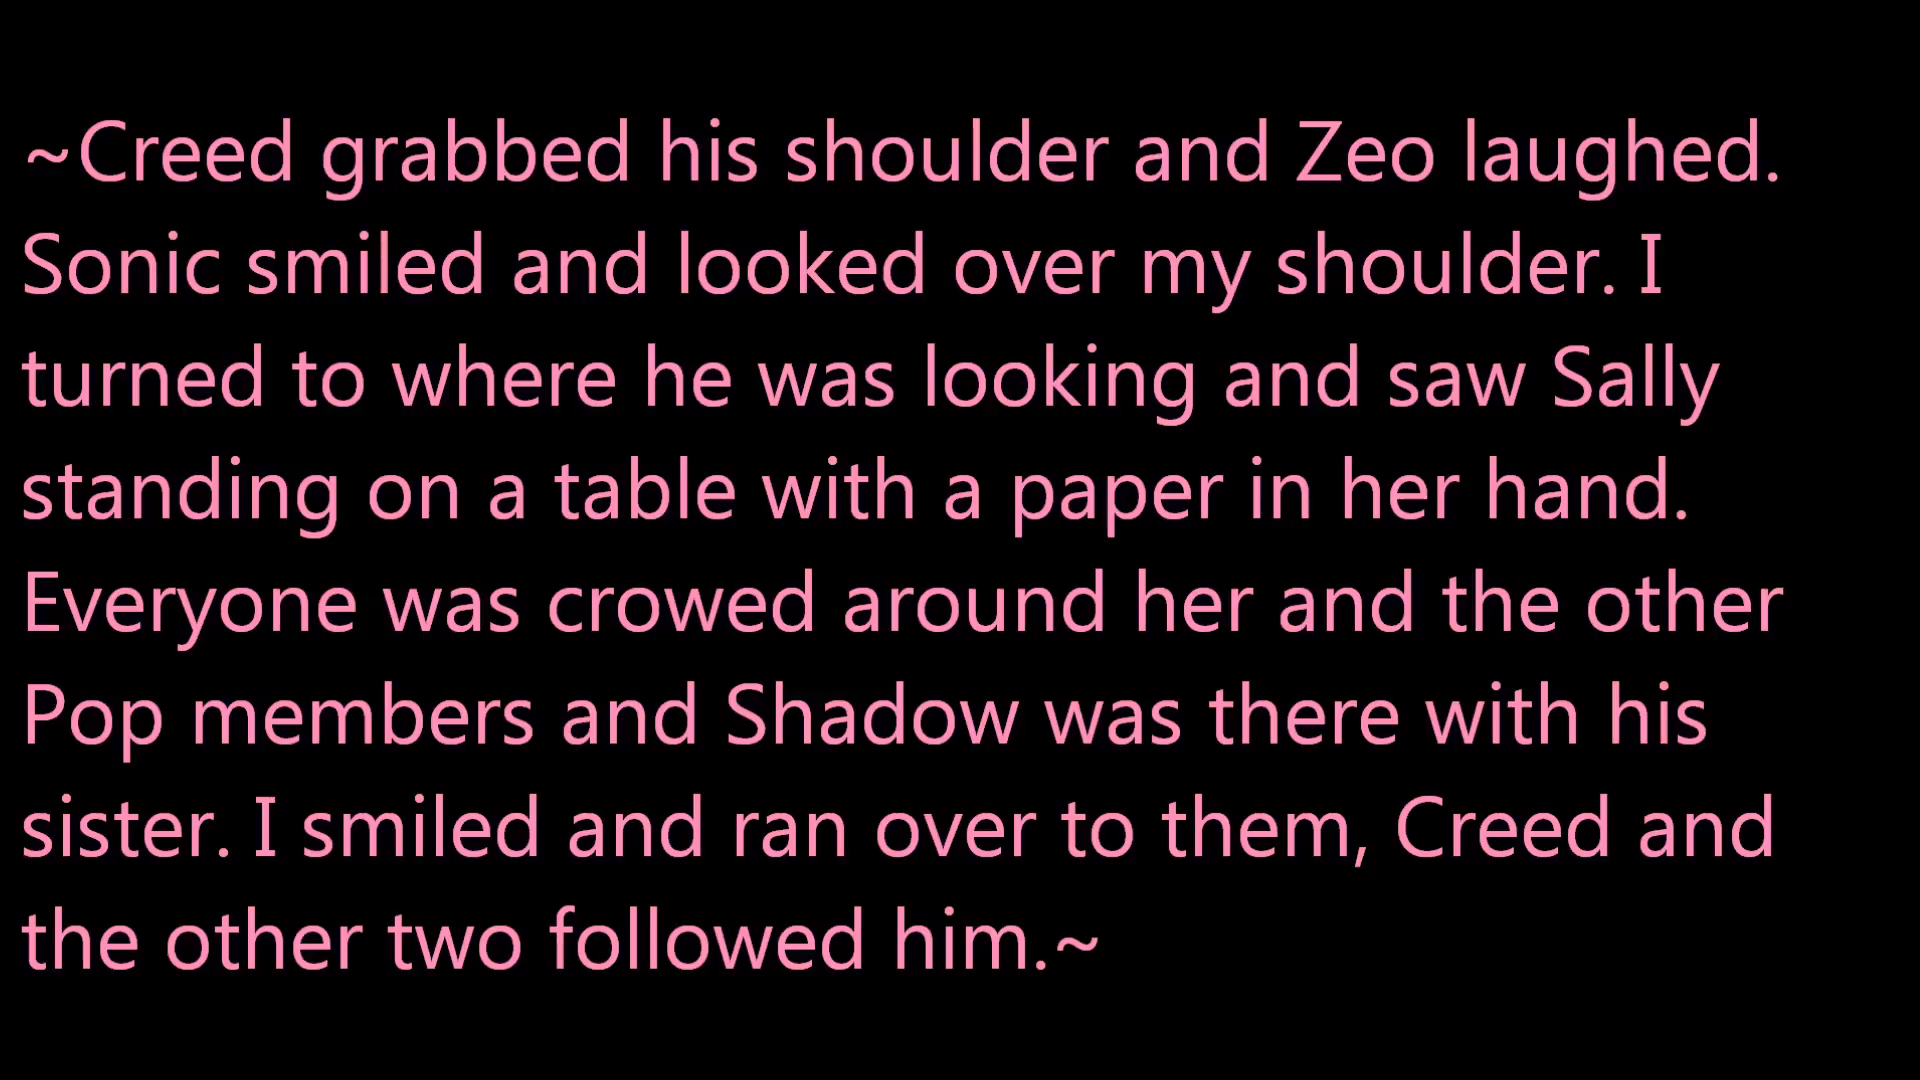 ~Creed grabbed his shoulder and Zeo laughed.
Sonic smiled and looked over my shoulder. I
turned to where he was looking and saw Sally
standing on a table with a paper in her hand.
Everyone was crowed around her and the other
Pop members and Shadow was there with his
sister. I smiled and ran over to them, Creed and
the other two followed him.~